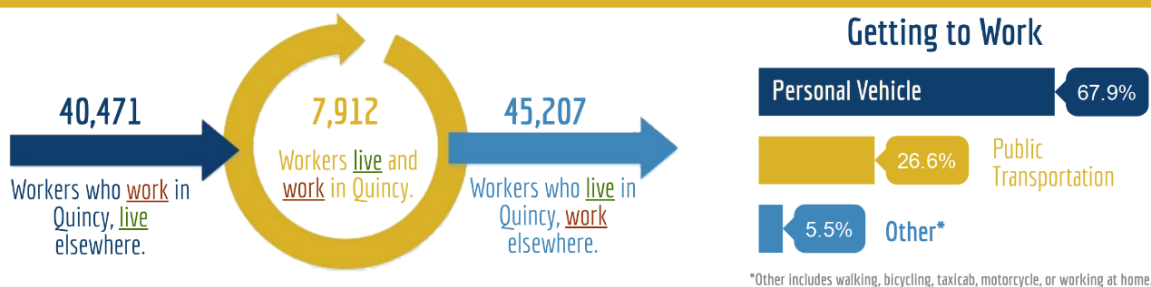 40,471
Workers who work in
Quincy, live
elsewhere.
7,912
Workers live and
work in Quincy.
45,207
Workers who live in
Quincy, work
elsewhere.
Getting to Work
Personal Vehicle 67.9%
26.6% Public
Transportation
5.5% Other*
*Other includes walking, bicycling, taxicab, motorcycle, or working at home.